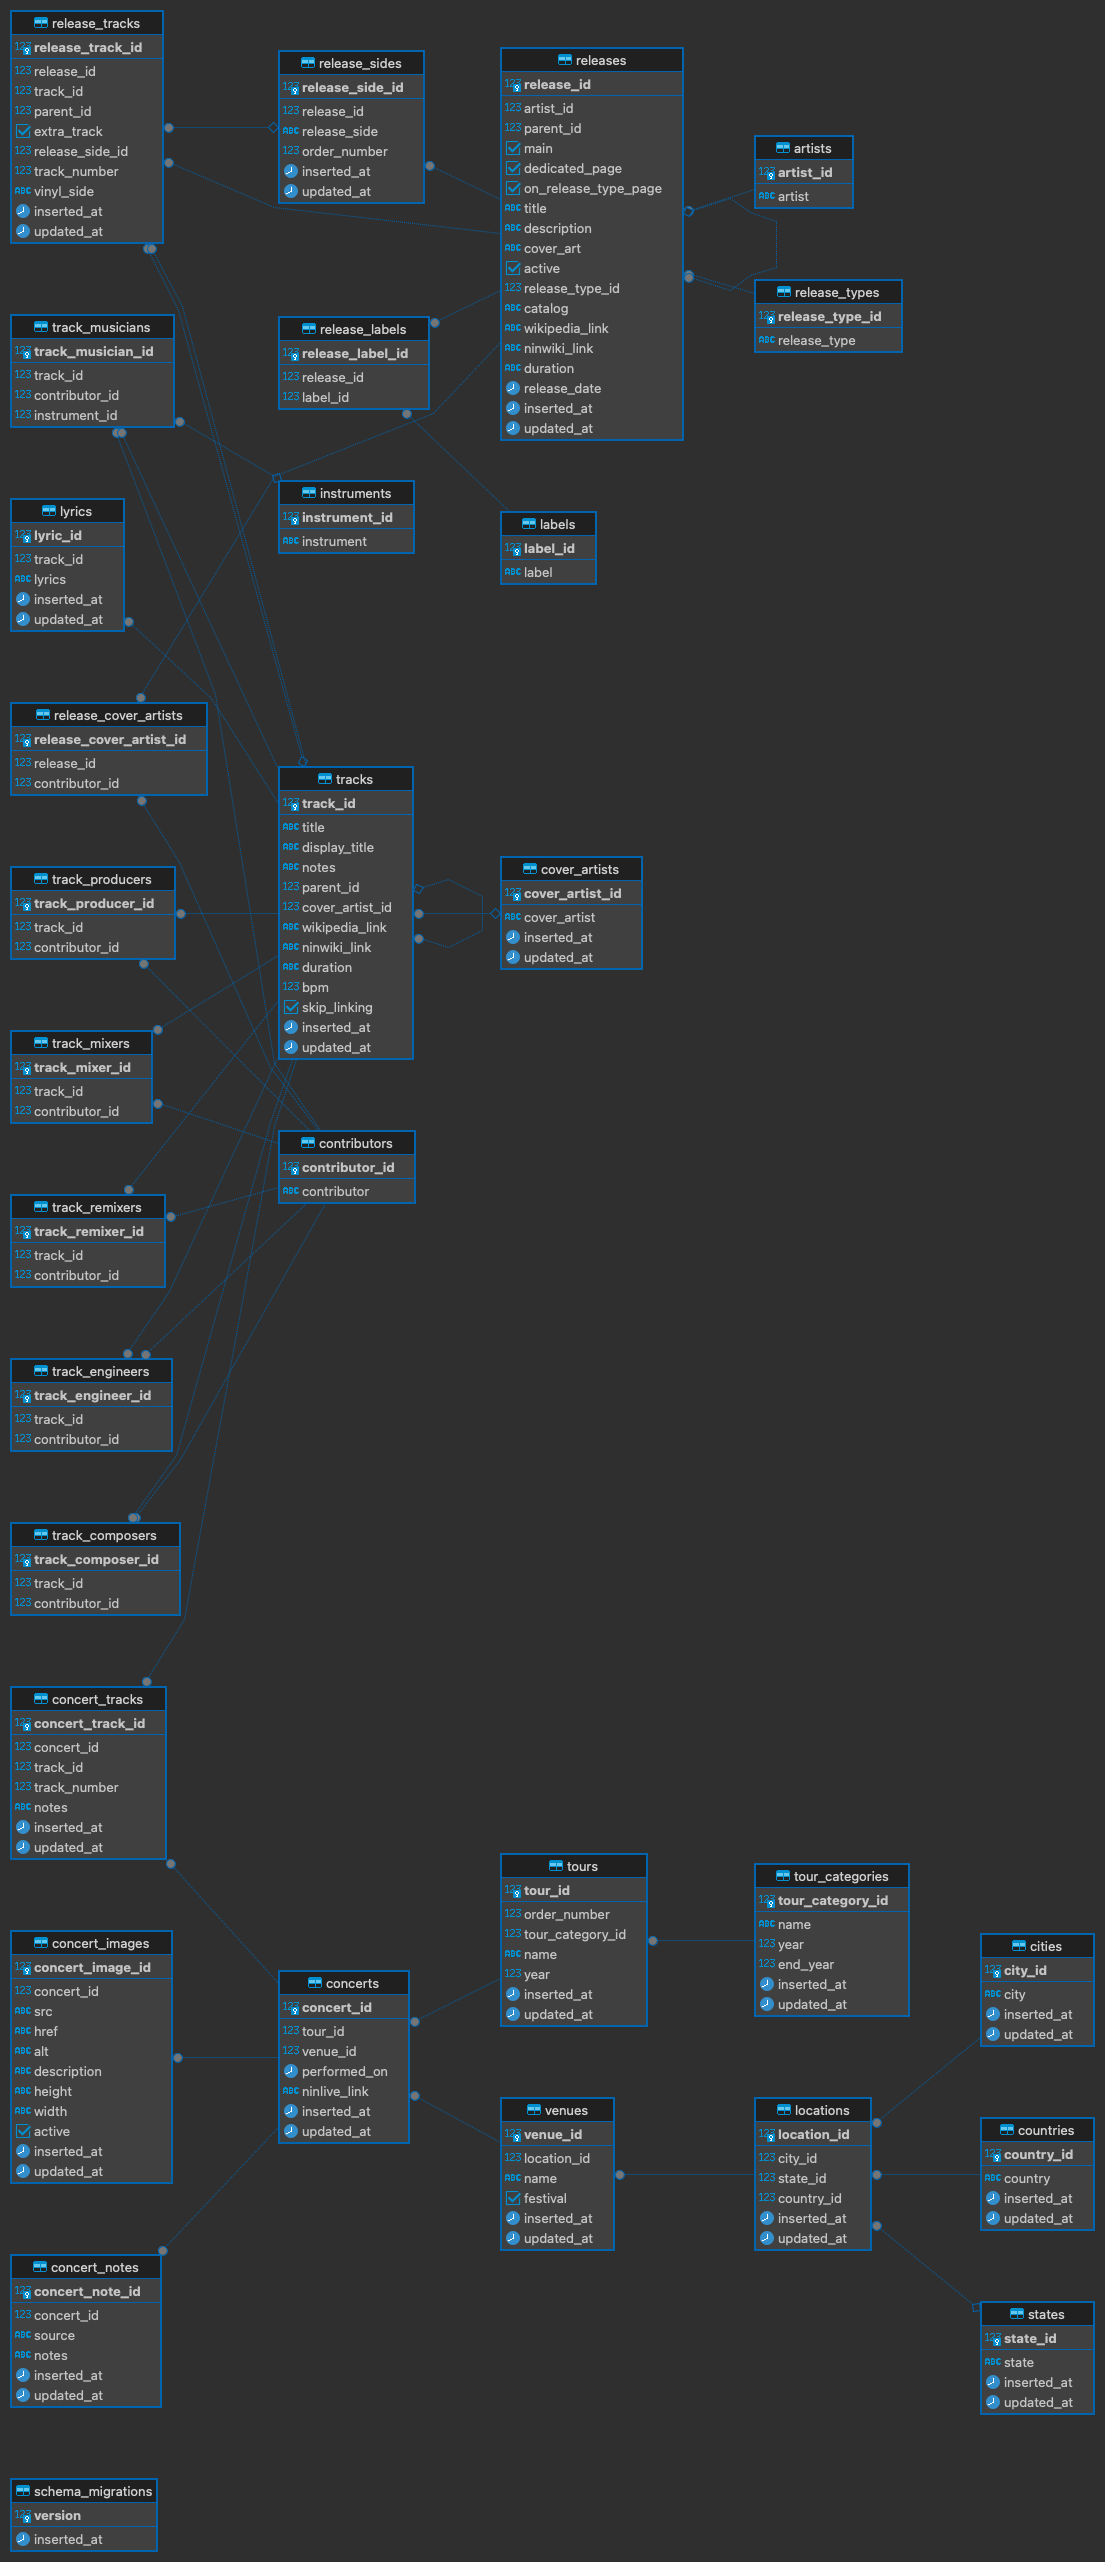 release_tracks
release_track_id
release_id
track_id
parent_id
extra_track
release_side_id
track_number
vinyl_side
inserted_at
updated_at
release_sides
release_side_id
release_id
release_side
order_number
inserted_at
updated_at
releases
release_id
artist_id
parent_id
main
dedicated_page
on_release_type_page
title
description
cover_art
active
release_type_id
catalog
wikipedia_link
ninwiki_link
duration
release_date
inserted_at
updated_at
artists
artist_id
artist
release_types
release_type_id
release_type
track_musicians
track_musician_id
track_id
contributor_id
instrument_id
release_labels
release_label_id
release_id
label_id
instruments
instrument_id
instrument
labels
label_id
label
lyrics
lyric_id
track_id
lyrics
inserted_at
updated_at
release_cover_artists
release_cover_artist_id
release_id
contributor_id
tracks
track_id
title
display_title
notes
parent_id
cover_artist_id
wikipedia_link
ninwiki_link
duration
bpm
skip_linking
inserted_at
updated_at
cover_artists
cover_artist_id
cover_artist
inserted_at
updated_at
track_producers
track_producer_id
track_id
contributor_id
track_mixers
track_mixer_id
track_id
contributor_id
contributors
contributor_id
contributor
track_remixers
track_remixer_id
track_id
contributor_id
track_engineers
track_engineer_id
track_id
contributor_id
track_composers
track_composer_id
track_id
contributor_id
concert_tracks
concert_track_id
concert_id
track_id
track_number
notes
inserted_at
updated_at
concert_images
concert_image_id
concert_id
src
href
alt
description
height
width
active
inserted_at
updated_at
concerts
concert_id
tour_id
venue_id
performed_on
ninlive_link
inserted_at
updated_at
tours
tour_id
order_number
tour_category_id
name
year
inserted_at
updated_at
tour_categories
tour_category_id
name
year
end_year
inserted_at
updated_at
cities
city_id
city
inserted_at
updated_at
venues
venue_id
location_id
name
festival
inserted_at
updated_at
locations
location_id
city_id
state_id
country_id
inserted_at
updated_at
countries
country_id
country
inserted_at
updated_at
concert_notes
concert_note_id
concert_id
source
notes
inserted_at
updated_at
states
state_id
state
inserted_at
updated_at
schema_migrations
version
inserted_at